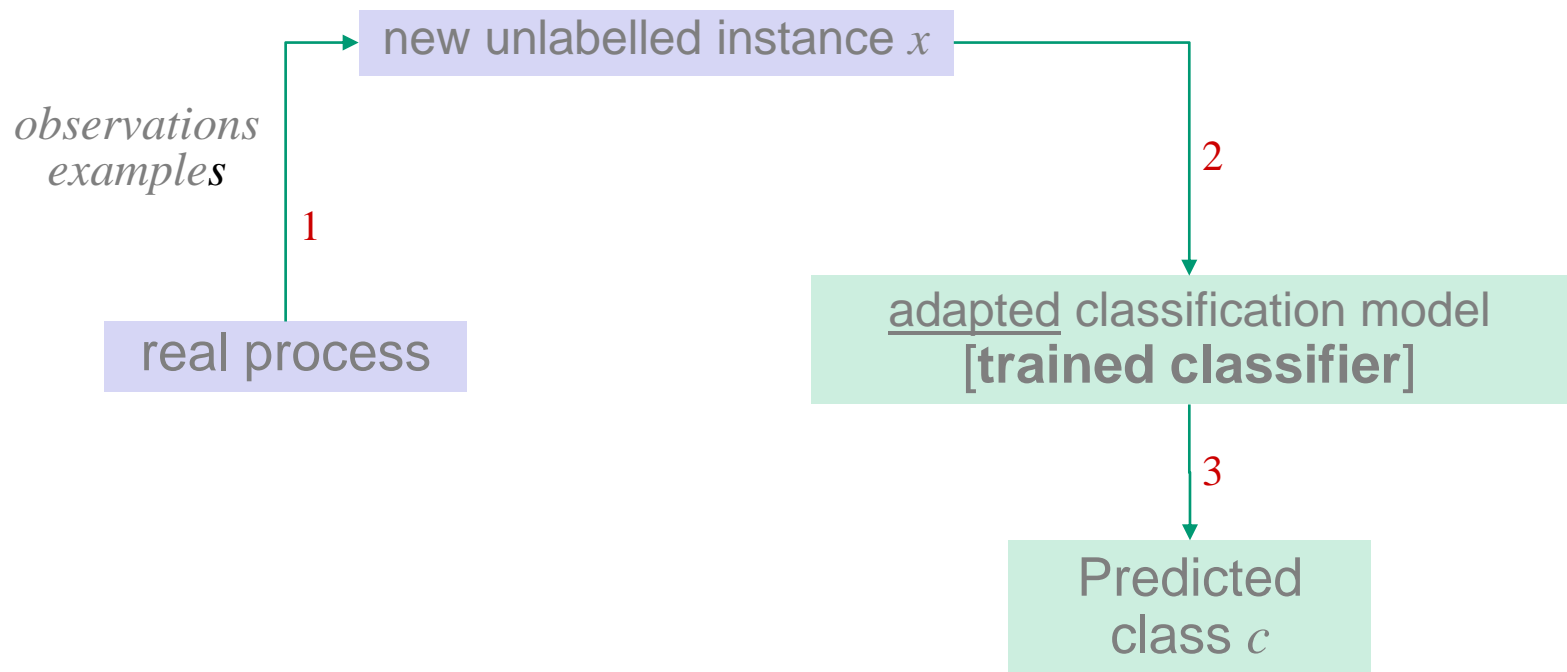 new unlabelled instance x
observations
examples
2
1
real process
adapted classification model
[trained classifier]
3
Predicted
class c